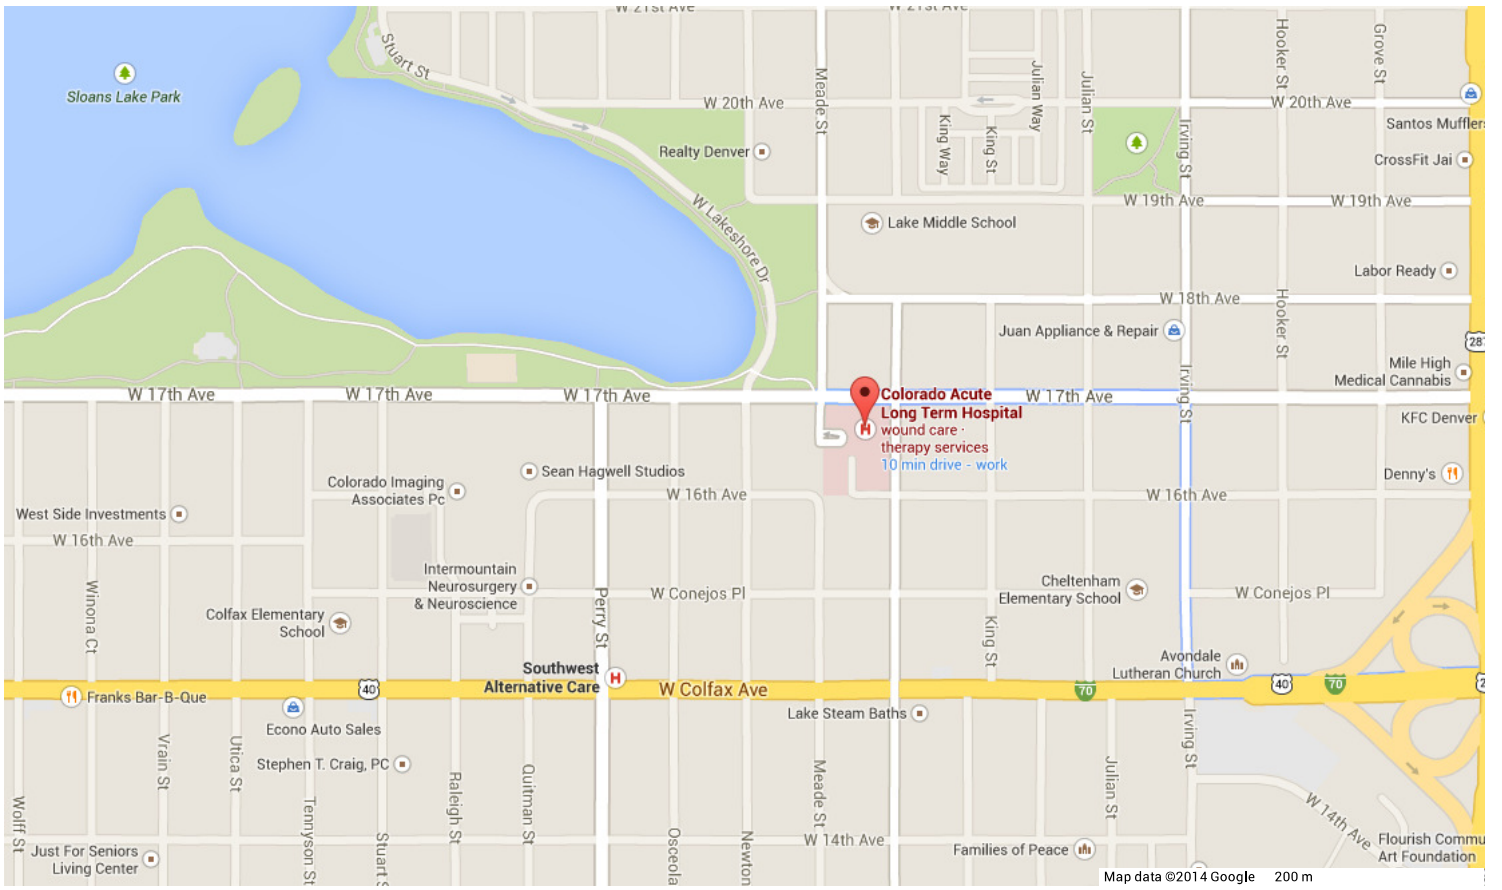 W 21st Ave
W 21st Ave
Stuart St
Sloans Lake Park
Meade St
W 20th Ave
Julian Way
Julian St
Hooker St
Grove St
W 20th Ave
King Way
King St
Irving St
Santos Mufflers
Realty Denver
CrossFit Jai
W Lakeshore Dr
W 19th Ave
W 19th Ave
Lake Middle School
Labor Ready
W 18th Ave
Hooker St
Juan Appliance & Repair
287
Mile High
Medical Cannabis
Irving St
W 17th Ave
W 17th Ave
W 17th Ave
W 17th Ave
Colorado Acute
Long Term Hospital
wound care ·
therapy services
10 min drive - work
H
KFC Denver
Denny's
Sean Hagwell Studios
Colorado Imaging
Associates Pc
W 16th Ave
W 16th Ave
West Side Investments
W 16th Ave
Intermountain
Neurosurgery
& Neuroscience
Winona Ct
Perry St
W Conejos Pl
Cheltenham
Elementary School
W Conejos Pl
Colfax Elementary
School
King St
Avondale
Lutheran Church
Southwest
Alternative Care
H
40
W Colfax Ave
70
40
70
2
Franks Bar-B-Que
Econo Auto Sales
Lake Steam Baths
Irving St
Vrain St
Utica St
Stephen T. Craig, PC
Raleigh St
Quitman St
Meade St
Julian St
Wolff St
Tennyson St
Stuart S
Osceola
Newton
W 14th Ave
W 14th Ave
Families of Peace
Flourish Commu
Art Foundation
Just For Seniors
Living Center
Map data ©2014 Google 200 m